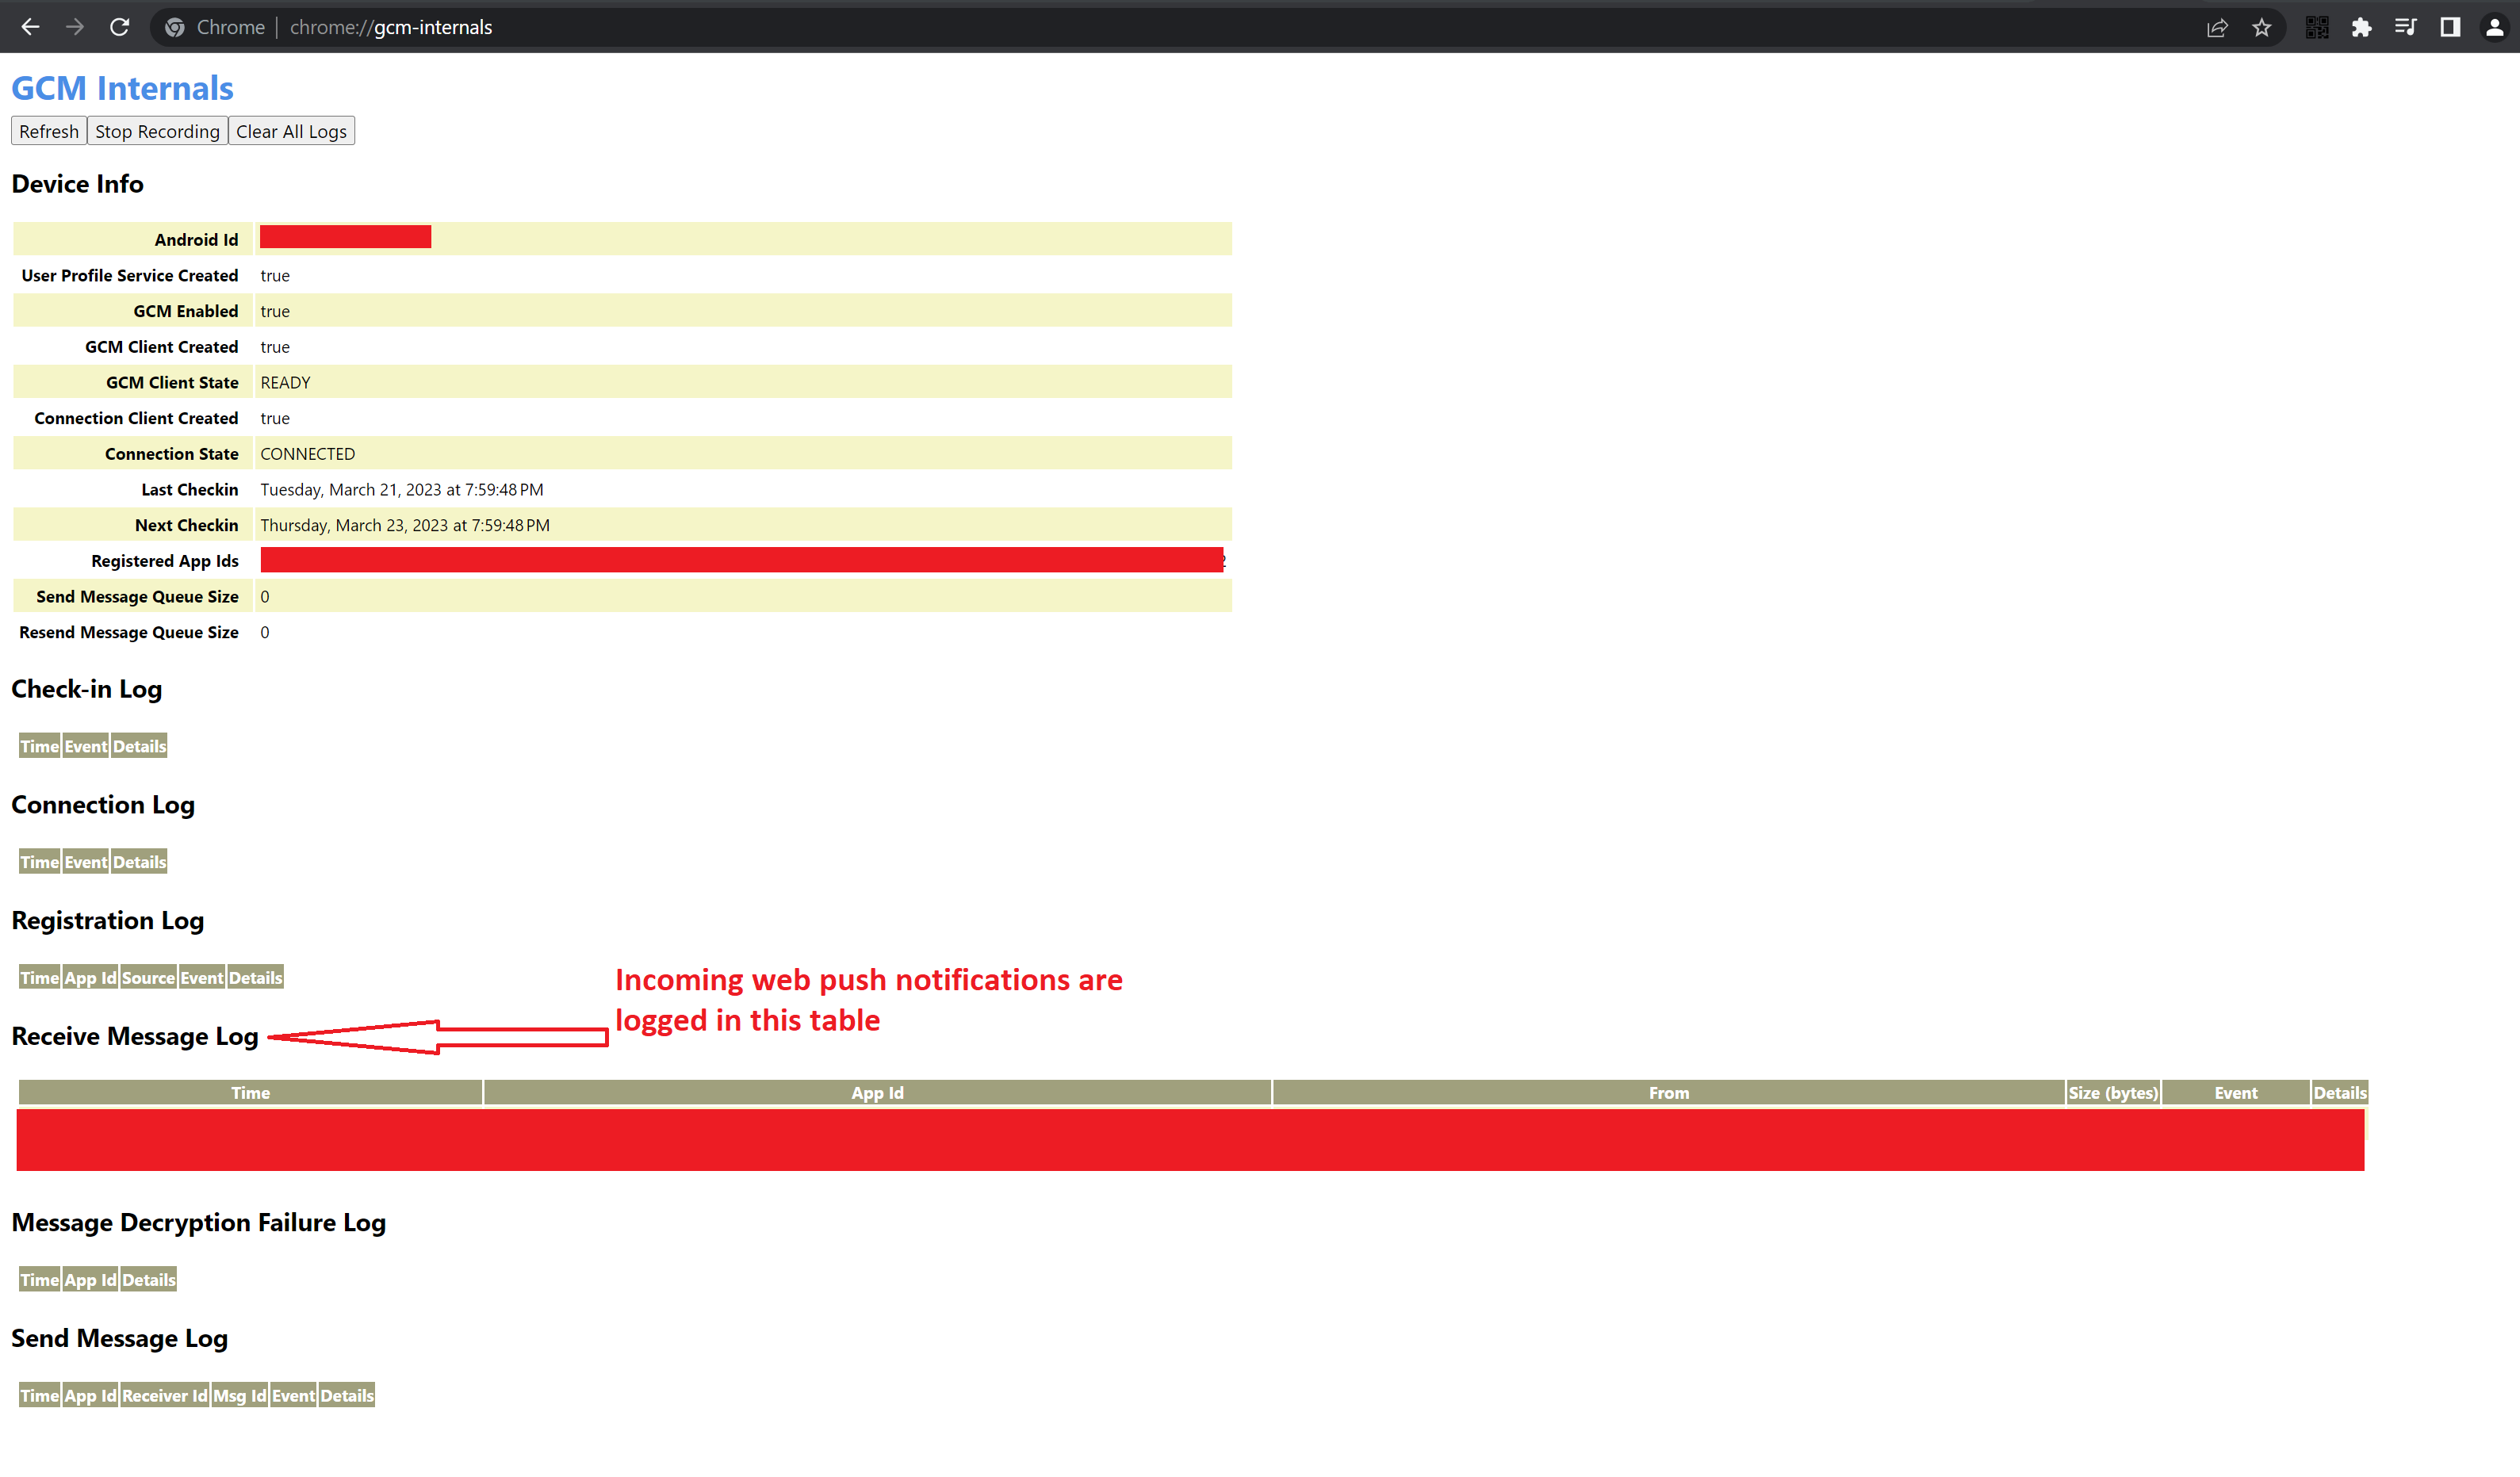 Chrome | chrome://gcm-internals
GCM Internals
Refresh Stop Recording Clear All Logs
Device Info
Android Id
User Profile Service Created true
GCM Enabled true
GCM Client Created true
GCM Client State READY
Connection Client Created true
Connection State CONNECTED
Last Checkin Tuesday, March 21, 2023 at 7:59:48 PM
Next Checkin Thursday, March 23, 2023 at 7:59:48 PM
Registered App Ids
Send Message Queue Size 0
Resend Message Queue Size 0
Check-in Log
Time Event Details
Connection Log
Time Event Details
Registration Log
Time App Id Source Event Details
Incoming web push notifications are
logged in this table
Receive Message Log
Time App Id From Size (bytes) Event Details
Message Decryption Failure Log
Time App Id Details
Send Message Log
Time App Id Receiver Id Msg Id Event Details